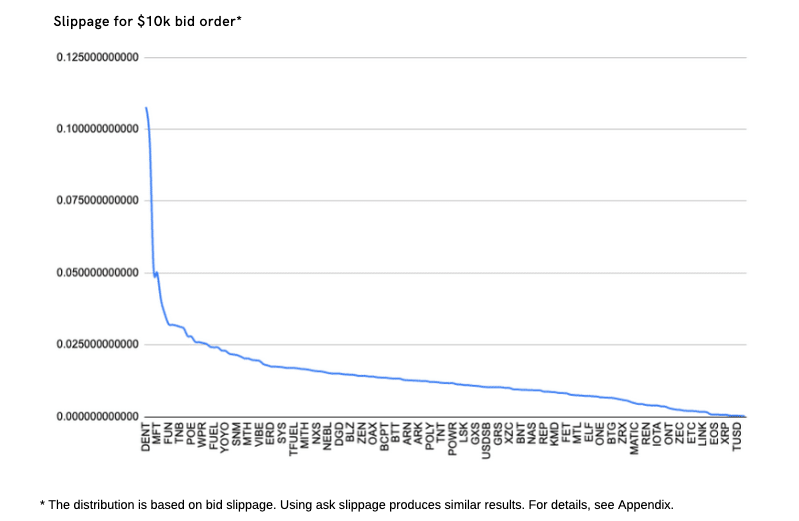 Slippage for $10k bid order*
0.125000000000
0.100000000000
0.075000000000
0.050000000000
0.025000000000
0.000000000000
DENT
MFT
FUN
TNB
POE
WPR
FUEL
YOYO
SNM
MTH
VIBE
ERD
SYS
TFUEL
MITH
NXS
NEBL
DGD
BLZ
ZEN
OAX
BCPT
BTT
ARN
ARK
POLY
TNT
POWR
LSK
GXS
USDSB
GRS
XZC
BNT
NAS
REP
KMD
FET
MTL
ELF
ONE
BTG
ZRX
MATIC
REN
IOTA
ONT
ZEC
ETC
LINK
EOS
XRP
TUSD
* The distribution is based on bid slippage. Using ask slippage produces similar results. For details, see Appendix.